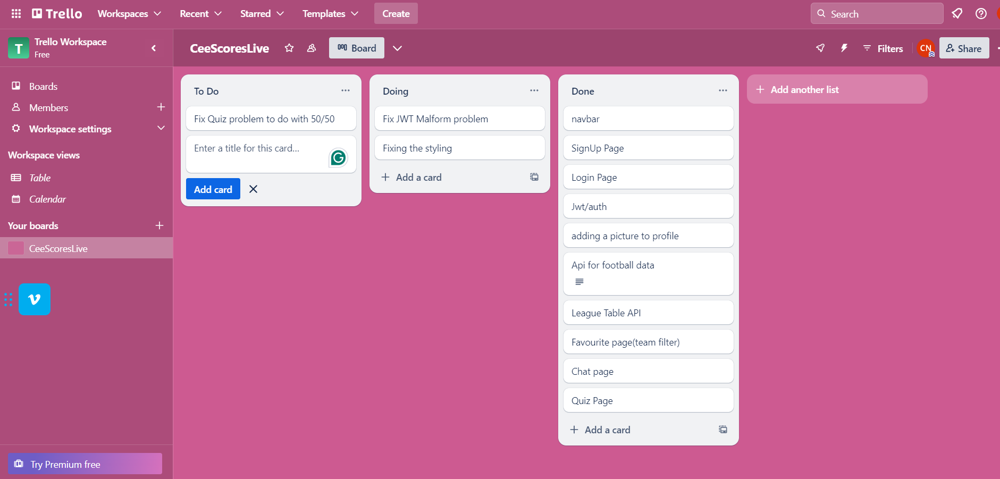 Trello
Workspaces
Recent
Starred
Templates
Create
Search
T
Trello Workspace
Free
CeeScoresLive
Board
Filters
CN
Share
Boards
Members
Workspace settings
Workspace views
Table
Calendar
Your boards
CeeScoresLive
Try Premium free
To Do
Fix Quiz problem to do with 50/50
Enter a title for this card...
Add card
Doing
Fix JWT Malform problem
Fixing the styling
Add a card
Done
navbar
SignUp Page
Login Page
Jwt/auth
adding a picture to profile
Api for football data
League Table API
Favourite page(team filter)
Chat page
Quiz Page
Add a card
Add another list